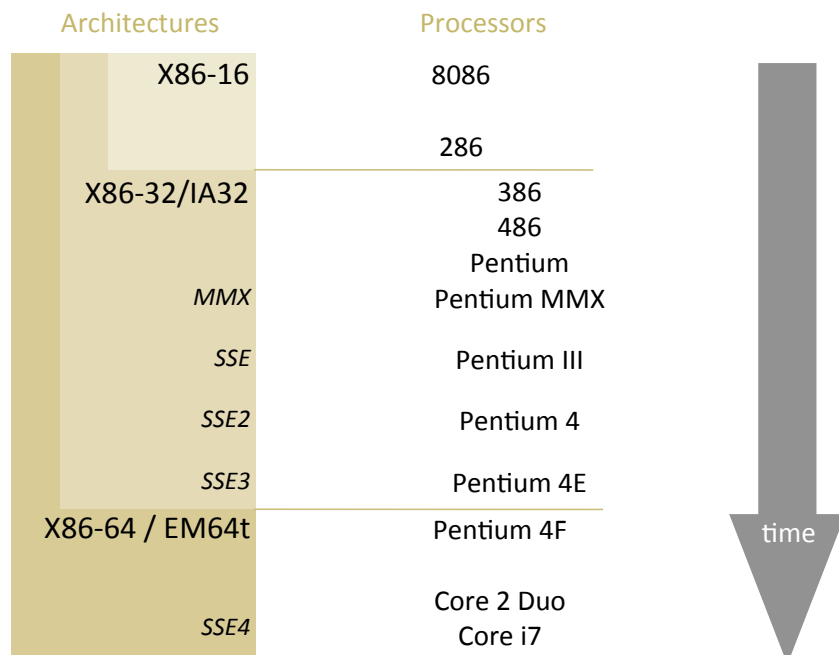 Architectures Processors
X86-16 8086
286
X86-32/IA32 386
486
Pentium
MMX Pentium MMX
SSE Pentium III
SSE2 Pentium 4
SSE3 Pentium 4E
X86-64 / EM64t Pentium 4F time
Core 2 Duo
SSE4 Core i7